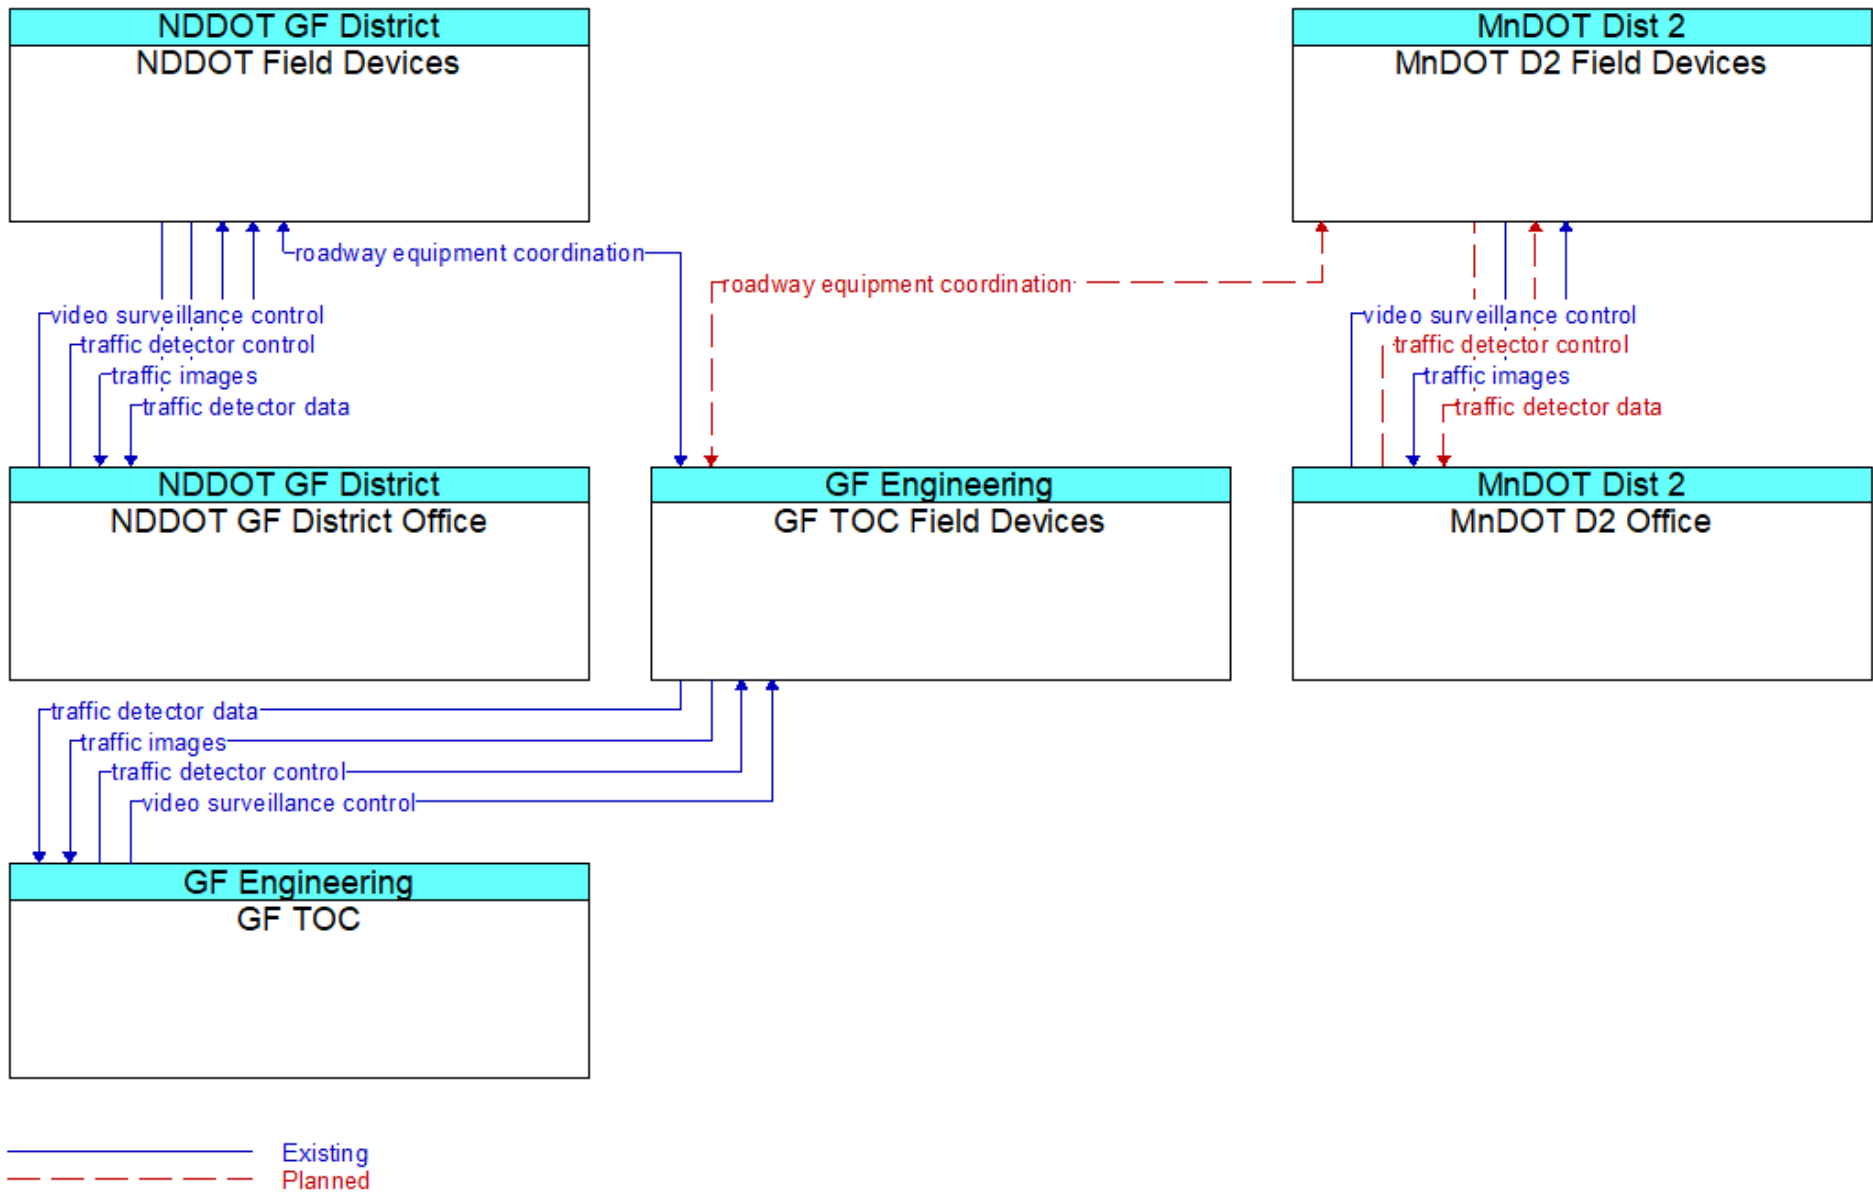 NDDOT GF District
NDDOT Field Devices
MnDOT Dist 2
MnDOT D2 Field Devices
roadway equipment coordination
roadway equipment coordination
video surveillance control
traffic detector control
traffic images
traffic detector data
video surveillance control
traffic detector control
traffic images
traffic detector data
NDDOT GF District
NDDOT GF District Office
GF Engineering
GF TOC Field Devices
MnDOT Dist 2
MnDOT D2 Office
traffic detector data
traffic images
traffic detector control
video surveillance control
GF Engineering
GF TOC
Existing
Planned